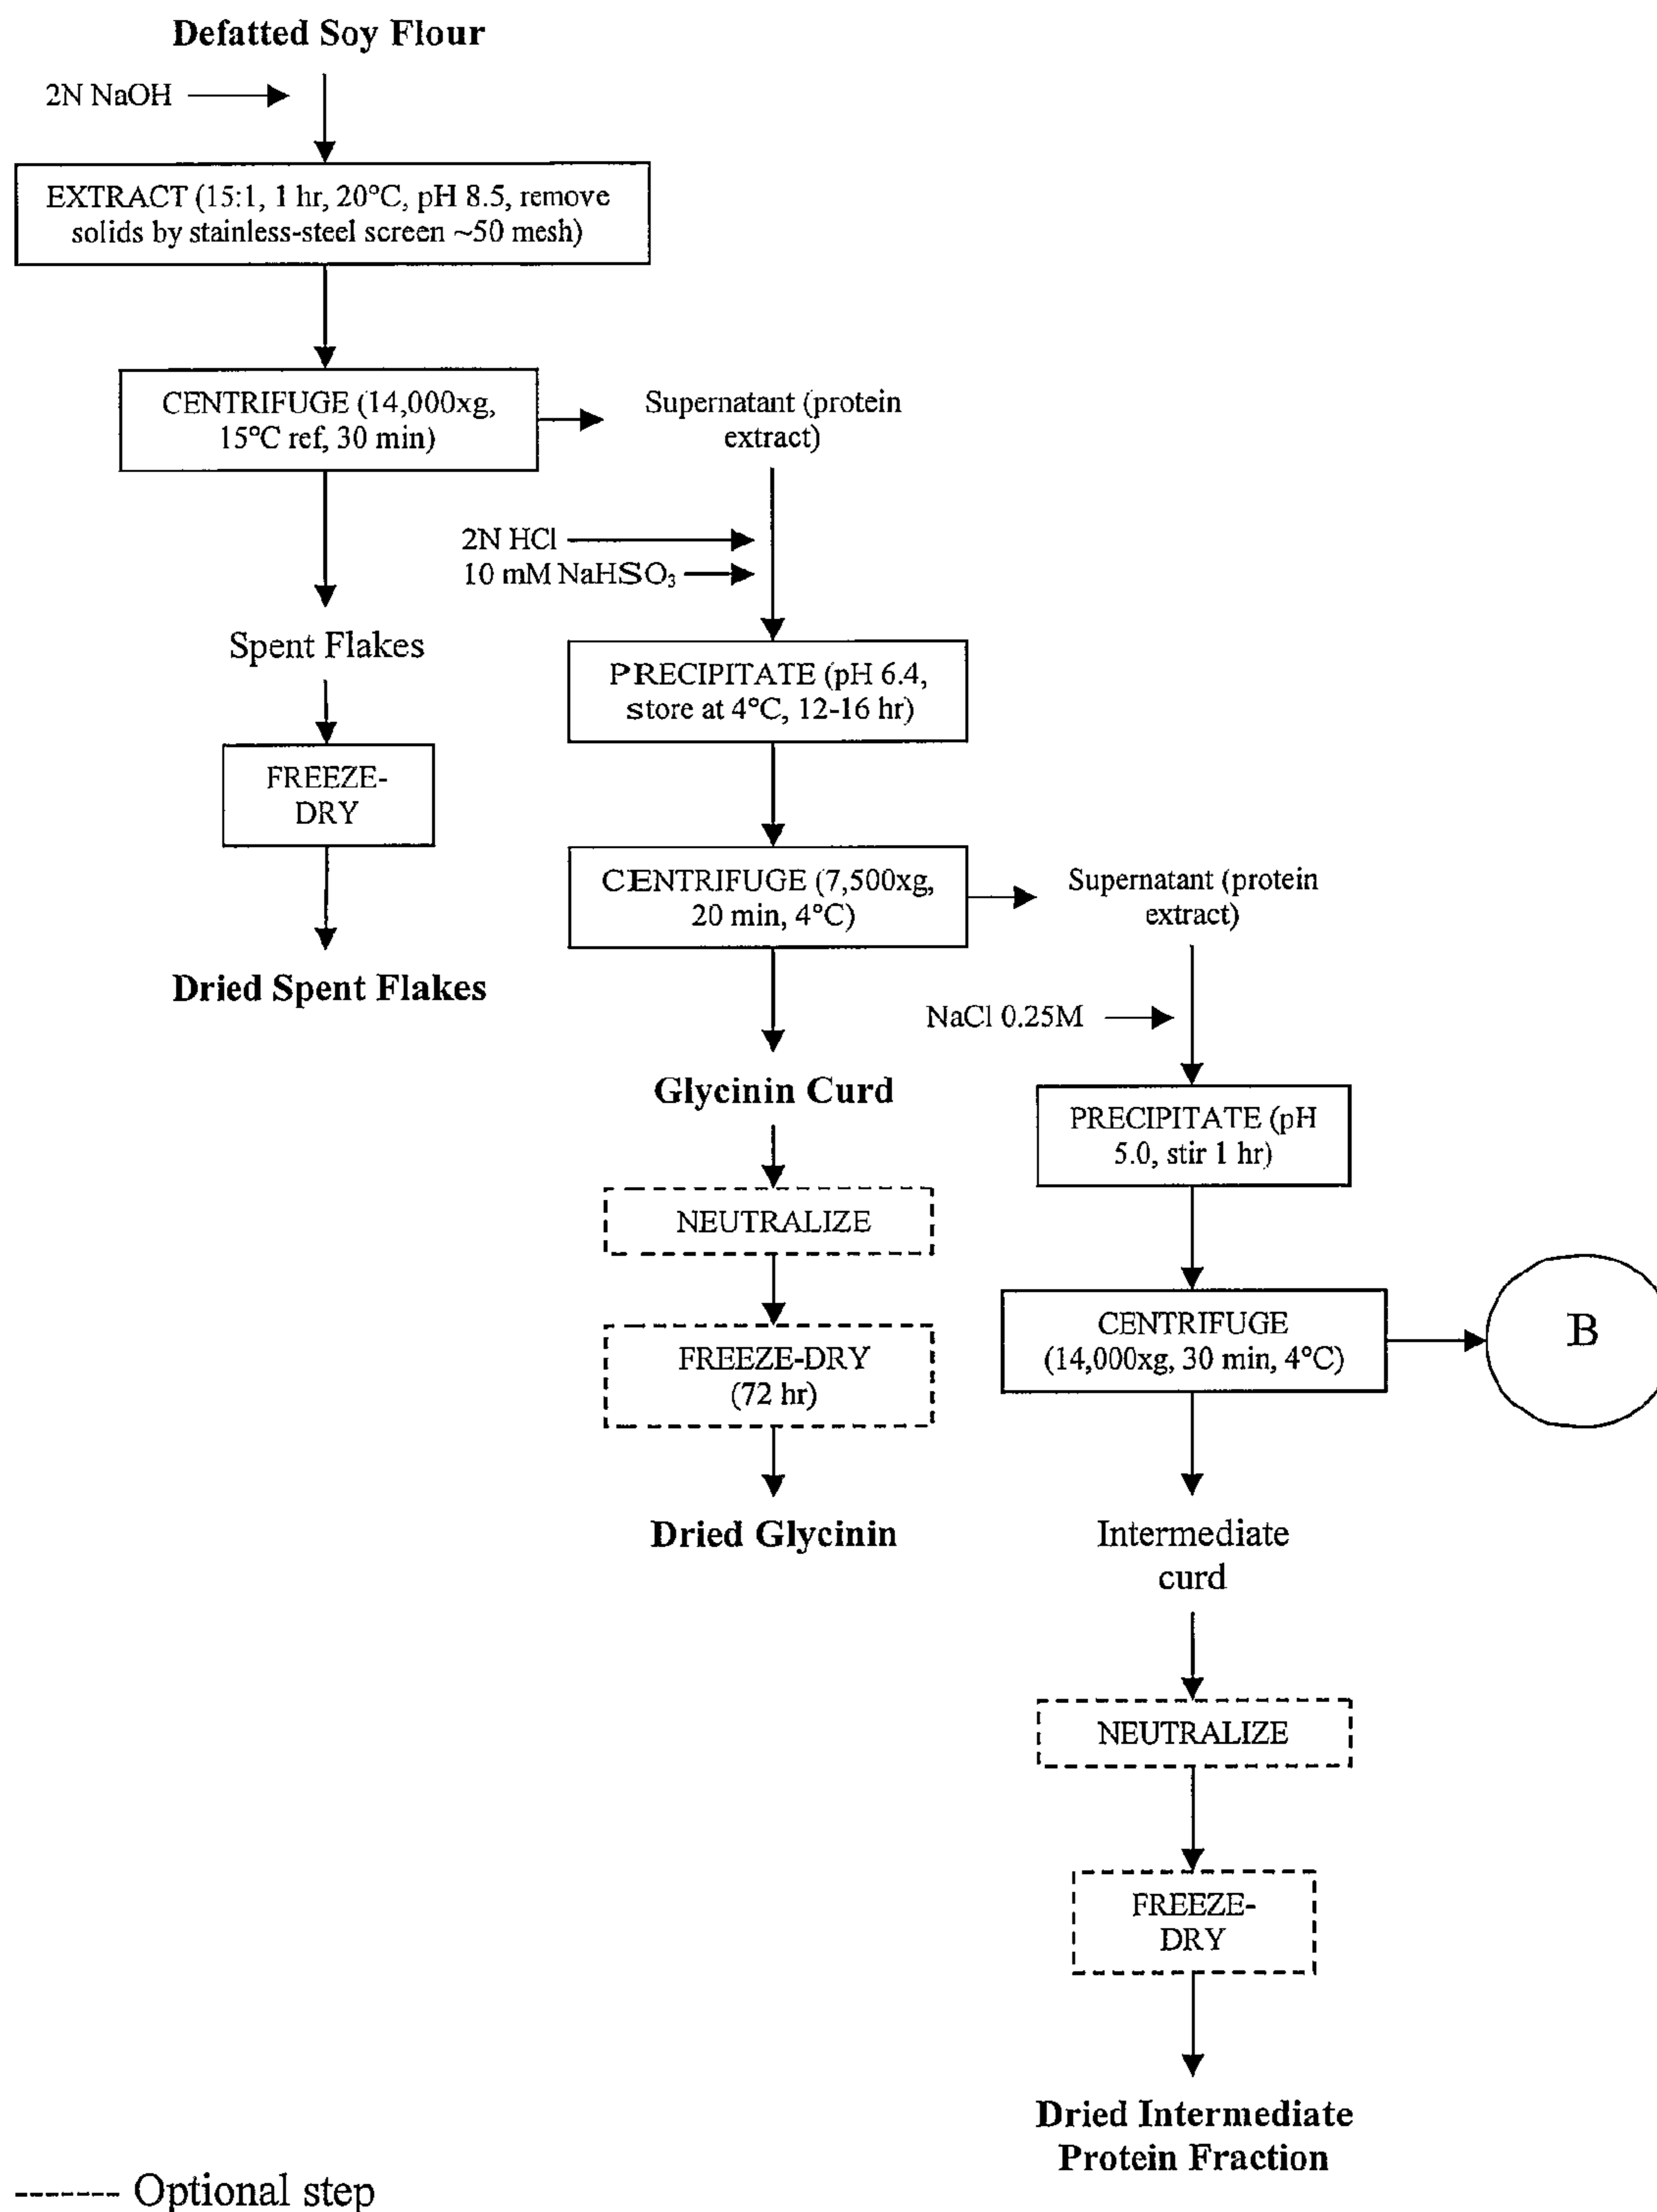 Defatted Soy Flour
2N NaOH
EXTRACT (15:1, 1 hr, 20°C, pH 8.5, remove
solids by stainless-steel screen ~50 mesh)
CENTRIFUGE (14,000xg,
15°C ref, 30 min)
Supernatant (protein
extract)
2N HCl
10 mM NaHSO₃
Spent Flakes
PRECIPITATE (pH 6.4,
store at 4°C, 12-16 hr)
FREEZE-
DRY
CENTRIFUGE (7,500xg,
20 min, 4°C)
Supernatant (protein
extract)
Dried Spent Flakes
NaCl 0.25M
Glycinin Curd
PRECIPITATE (pH
5.0, stir 1 hr)
NEUTRALIZE
CENTRIFUGE
(14,000xg, 30 min, 4°C)
B
FREEZE-DRY
(72 hr)
Dried Glycinin
Intermediate
curd
NEUTRALIZE
FREEZE-
DRY
Dried Intermediate
Protein Fraction
------- Optional step